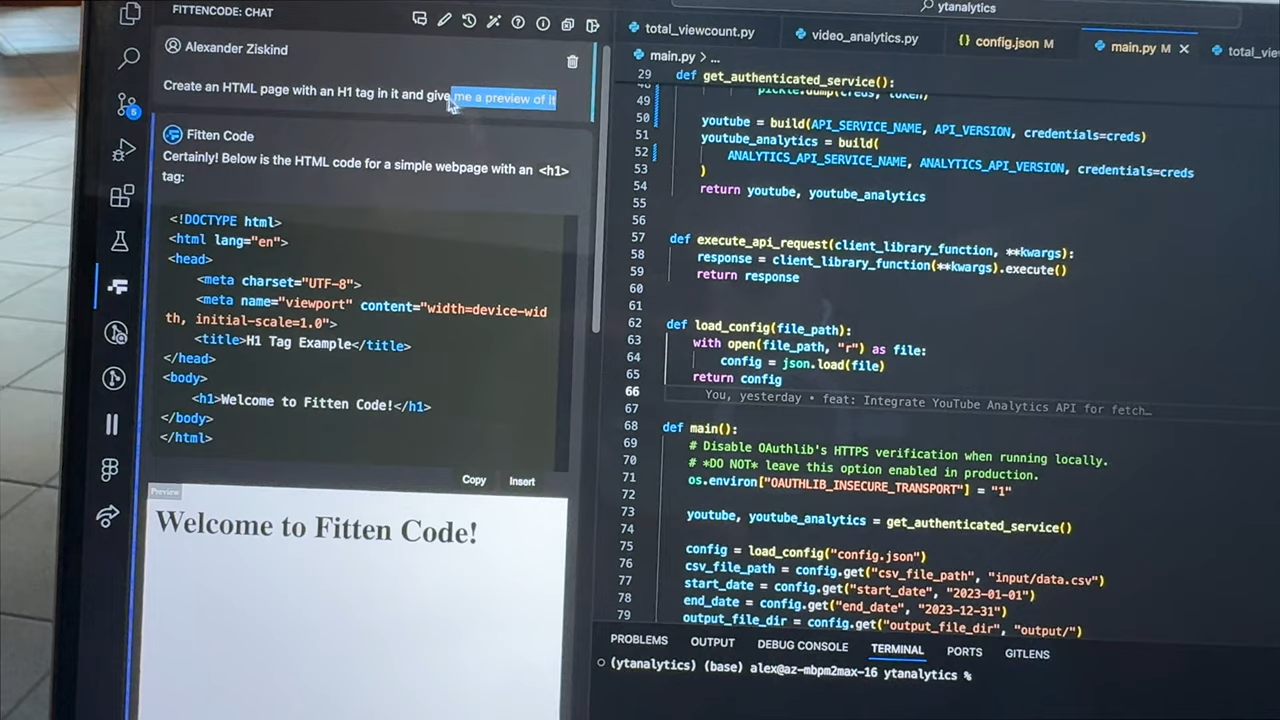 FITTENCODE: CHAT
Alexander Ziskind
Create an HTML page with an H1 tag in it and give me a preview of it
Fitten Code
Certainly! Below is the HTML code for a simple webpage with an <h1>
tag:
<!DOCTYPE html>
<html lang="en">
<head>
<meta charset="UTF-8">
<meta name="viewport" content="width=device-wid
th, initial-scale=1.0">
<title>H1 Tag Example</title>
</head>
<body>
<h1>Welcome to Fitten Code!</h1>
</body>
</html>
Copy Insert
Preview
Welcome to Fitten Code!
5
ytanalytics
total_viewcount.py video_analytics.py {} config.json M main.py M × total_vie
main.py > ...
29 def get_authenticated_service():
pickle.dump(creds, token)
50
51 youtube = build(API_SERVICE_NAME, API_VERSION, credentials=creds)
52 youtube_analytics = build(
53 ANALYTICS_API_SERVICE_NAME, ANALYTICS_API_VERSION, credentials=creds
54 )
55 return youtube, youtube_analytics
56
57 def execute_api_request(client_library_function, **kwargs):
58 response = client_library_function(**kwargs).execute()
59 return response
60
61
62 def load_config(file_path):
63 with open(file_path, "r") as file:
64 config = json.load(file)
65 return config
66 You, yesterday • feat: Integrate YouTube Analytics API for fetch…
67
68 def main():
69 # Disable OAuthlib's HTTPS verification when running locally.
70 # *DO NOT* leave this option enabled in production.
71 os.environ["OAUTHLIB_INSECURE_TRANSPORT"] = "1"
72
73 youtube, youtube_analytics = get_authenticated_service()
74
75 config = load_config("config.json")
76 csv_file_path = config.get("csv_file_path", "input/data.csv")
77 start_date = config.get("start_date", "2023-01-01")
78 end_date = config.get("end_date", "2023-12-31")
79 output_file_dir = config.get("output_file_dir", "output/")
PROBLEMS OUTPUT DEBUG CONSOLE TERMINAL PORTS GITLENS
(ytanalytics) (base) alex@az-mbpm2max-16 ytanalytics %